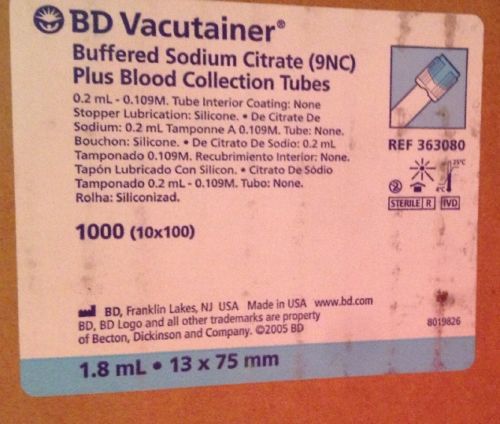 BD Vacutainer®
Buffered Sodium Citrate (9NC)
Plus Blood Collection Tubes
0.2 mL - 0.109M. Tube Interior Coating: None
Stopper Lubrication: Silicone. • De Citrate De
Sodium: 0.2 mL Tamponne A 0.109M. Tube: None.
Bouchon: Silicone. • De Citrato De Sodio: 0.2 mL
Tamponado 0.109M. Recubrimiento Interior: None.
Tapón Lubricado Con Silicon. • Citrato De Sódio
Tamponado 0.2 mL - 0.109M. Tubo: None.
Rolha: Siliconizad.
REF 363080
25°C
4°C
STERILE R IVD
1000 (10x100)
BD, Franklin Lakes, NJ USA Made in USA www.bd.com
BD, BD Logo and all other trademarks are property
of Becton, Dickinson and Company. ©2005 BD
8019826
1.8 mL • 13 x 75 mm